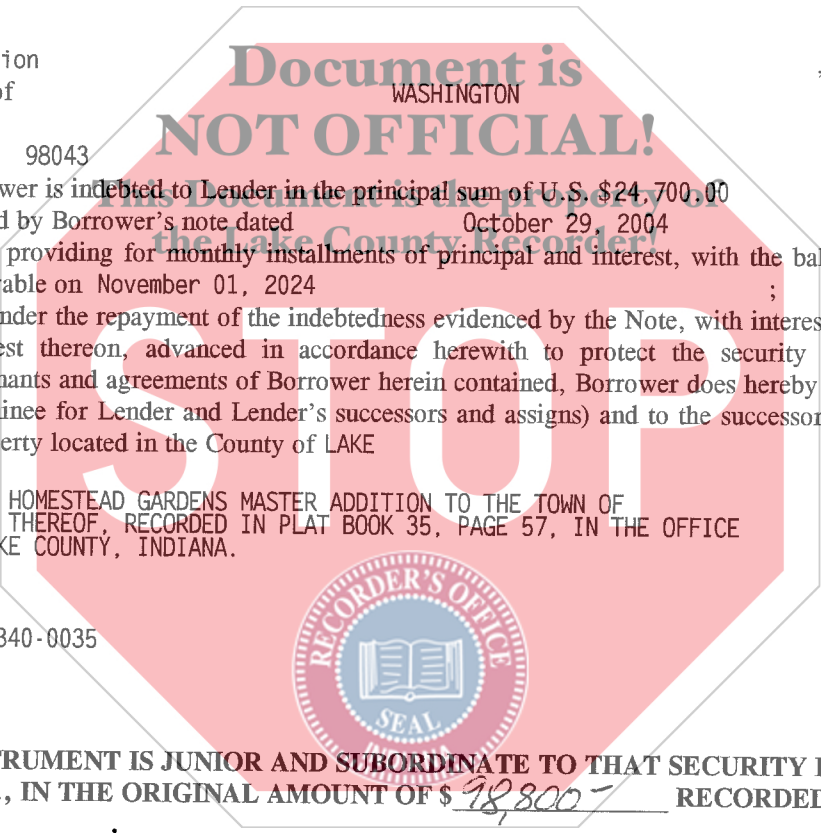 Document is
NOT OFFICIAL!
This Document is the property of
the Lake County Recorder!
STOP
ion
of
WASHINGTON
98043
wer is indebted to Lender in the principal sum of U.S. $24,700.00
d by Borrower's note dated October 29, 2004
providing for monthly installments of principal and interest, with the bal
able on November 01, 2024 ;
nder the repayment of the indebtedness evidenced by the Note, with interes
est thereon, advanced in accordance herewith to protect the security
nants and agreements of Borrower herein contained, Borrower does hereby
inee for Lender and Lender's successors and assigns) and to the successor
erty located in the County of LAKE
HOMESTEAD GARDENS MASTER ADDITION TO THE TOWN OF
THEREOF, RECORDED IN PLAT BOOK 35, PAGE 57, IN THE OFFICE
KE COUNTY, INDIANA.
RECORDER'S OFFICE
SEAL
INDIANA
340-0035
TRUMENT IS JUNIOR AND SUBORDINATE TO THAT SECURITY I
., IN THE ORIGINAL AMOUNT OF $ 98,800- RECORDED